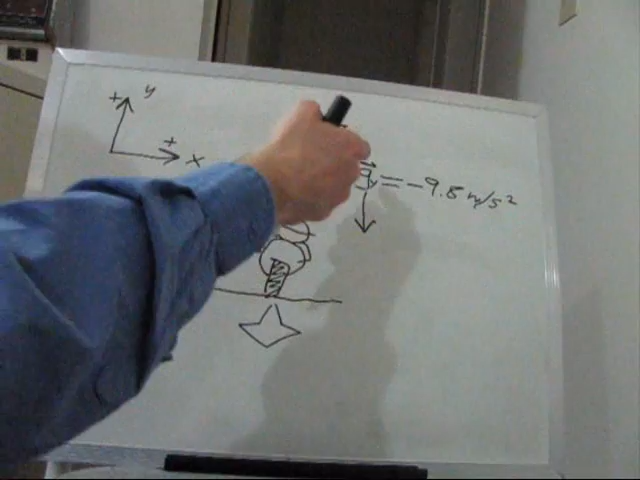 + y
+ x
g⃗y = -9.8 m/s²